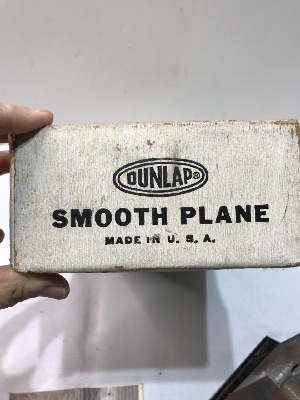 DUNLAP®
SMOOTH PLANE
MADE IN U. S. A.